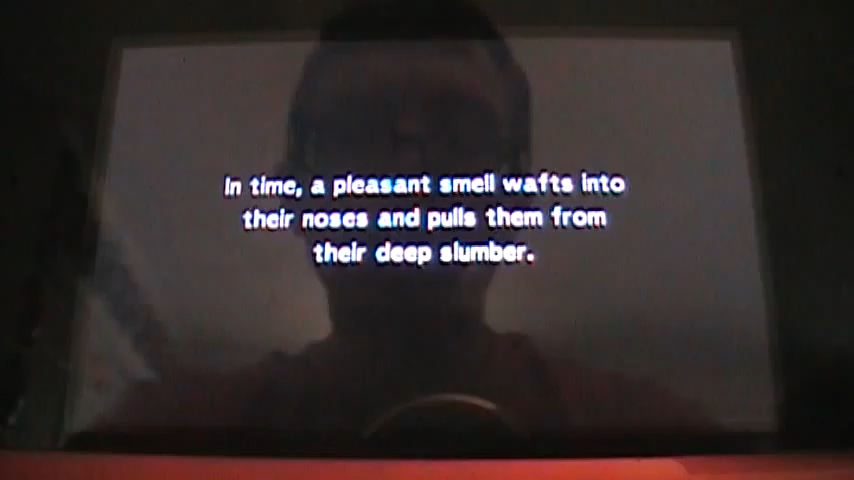 In time, a pleasant smell wafts into
their noses and pulls them from
their deep slumber.